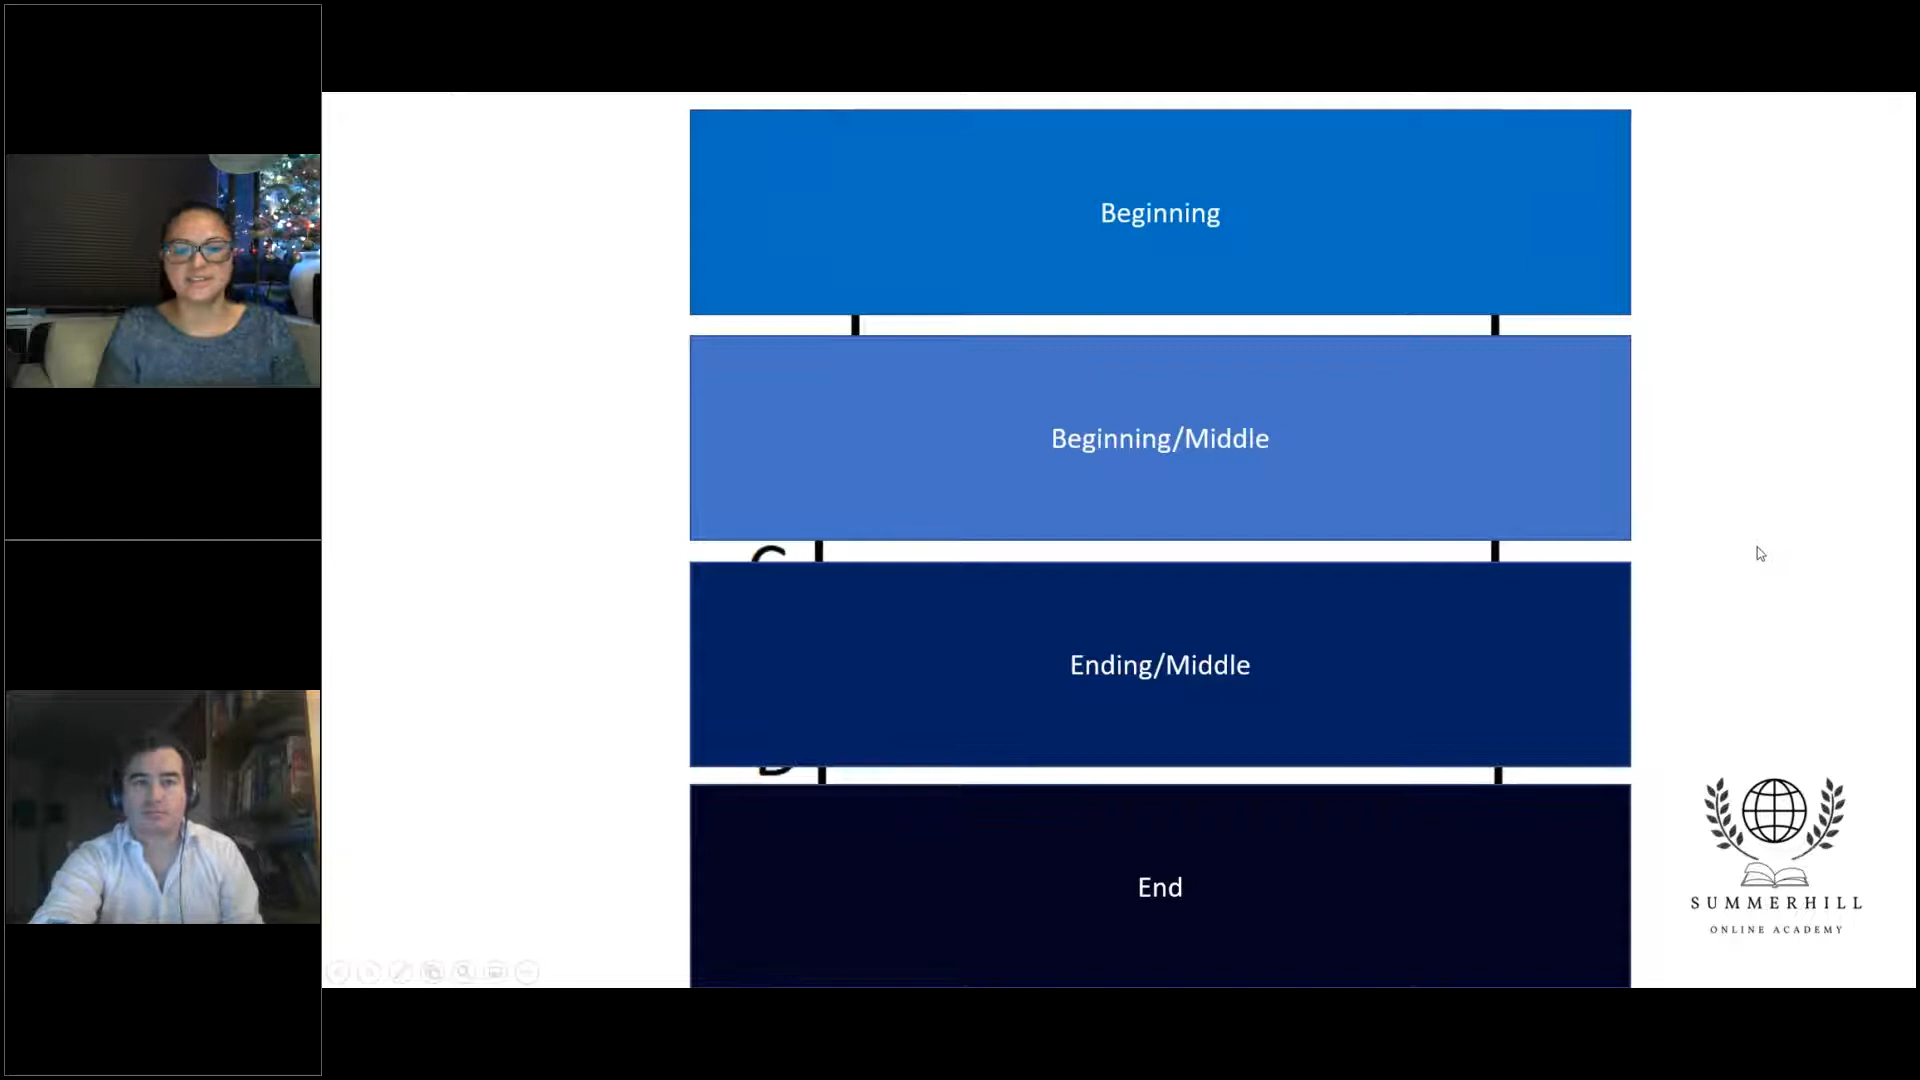 Beginning
Beginning/Middle
Ending/Middle
End
SUMMERHILL
ONLINE ACADEMY